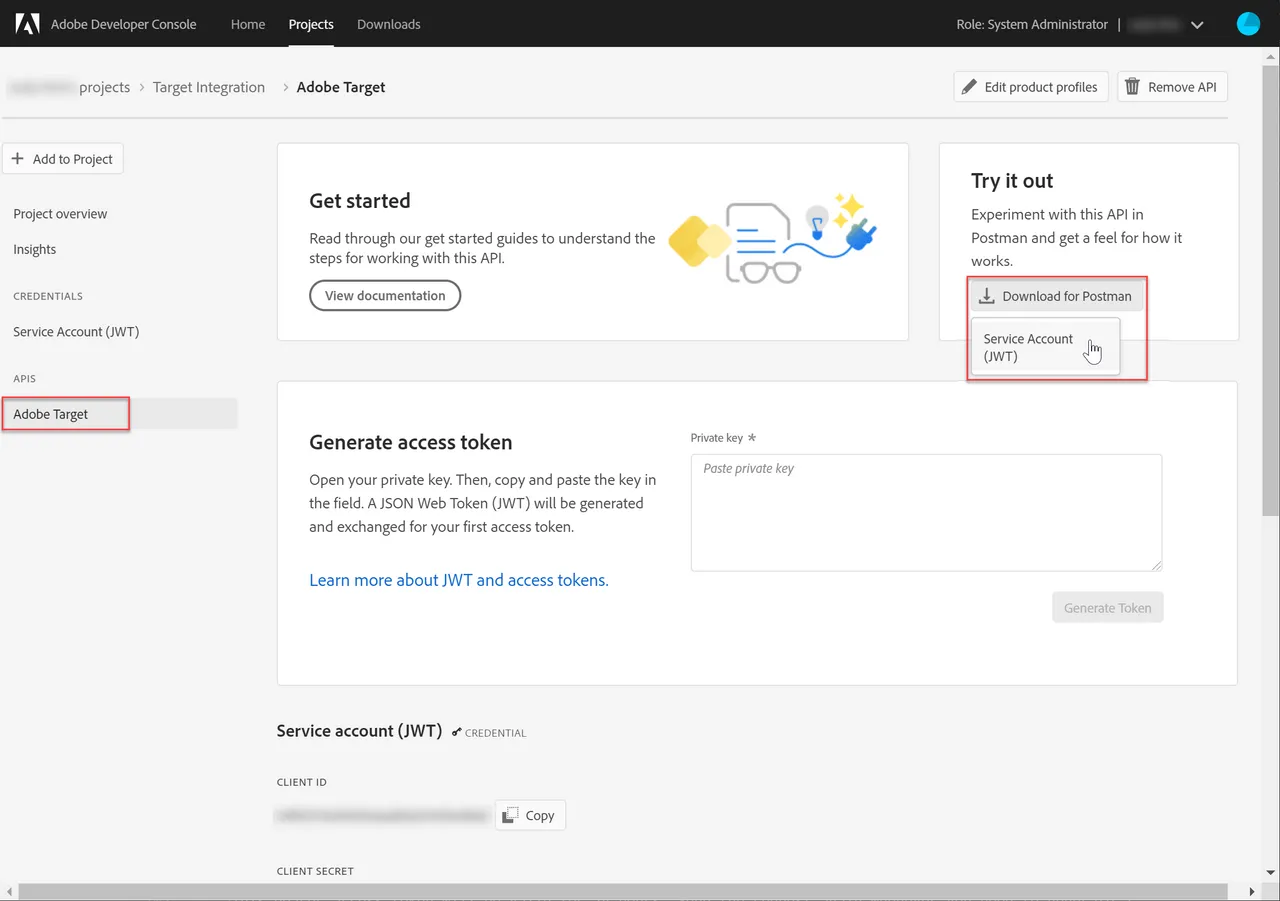 Adobe Developer Console
Home
Projects
Downloads
Role: System Administrator |
projects > Target Integration > Adobe Target
Edit product profiles
Remove API
+ Add to Project
Project overview
Insights
CREDENTIALS
Service Account (JWT)
APIS
Adobe Target
Get started
Read through our get started guides to understand the
steps for working with this API.
View documentation
Try it out
Experiment with this API in
Postman and get a feel for how it
works.
Download for Postman
Service Account
(JWT)
Generate access token
Open your private key. Then, copy and paste the key in
the field. A JSON Web Token (JWT) will be generated
and exchanged for your first access token.
Learn more about JWT and access tokens.
Private key *
Paste private key
Generate Token
Service account (JWT) CREDENTIAL
CLIENT ID
Copy
CLIENT SECRET